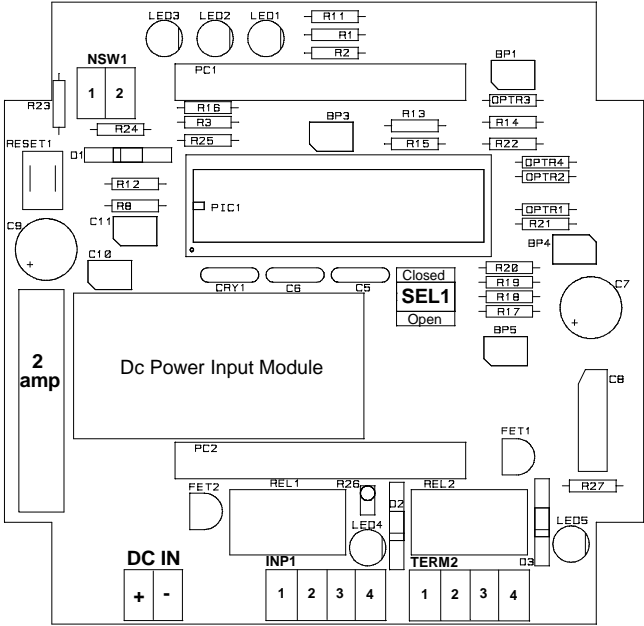 LED3 LED2 LED1 R11
R1
R2
NSW1
1 2
PC1
BP1
R23
OPTR3
R16
R3
R25
BP3
R13
R14
R24
R15
R22
RESET1
D1
OPTR4
OPTR2
R12
R8
PIC1
OPTR1
R21
C11
C9
+
BP4
C10
CRY1 C6 C5
Closed
SEL1
Open
R20
R19
R18
R17
C7
+
BP5
2
amp
Dc Power Input Module
C8
PC2
FET1
FET2
REL1
R26
REL2
R27
D2
LED4
LED5
D3
DC IN
INP1
TERM2
+ -
1 2 3 4
1 2 3 4